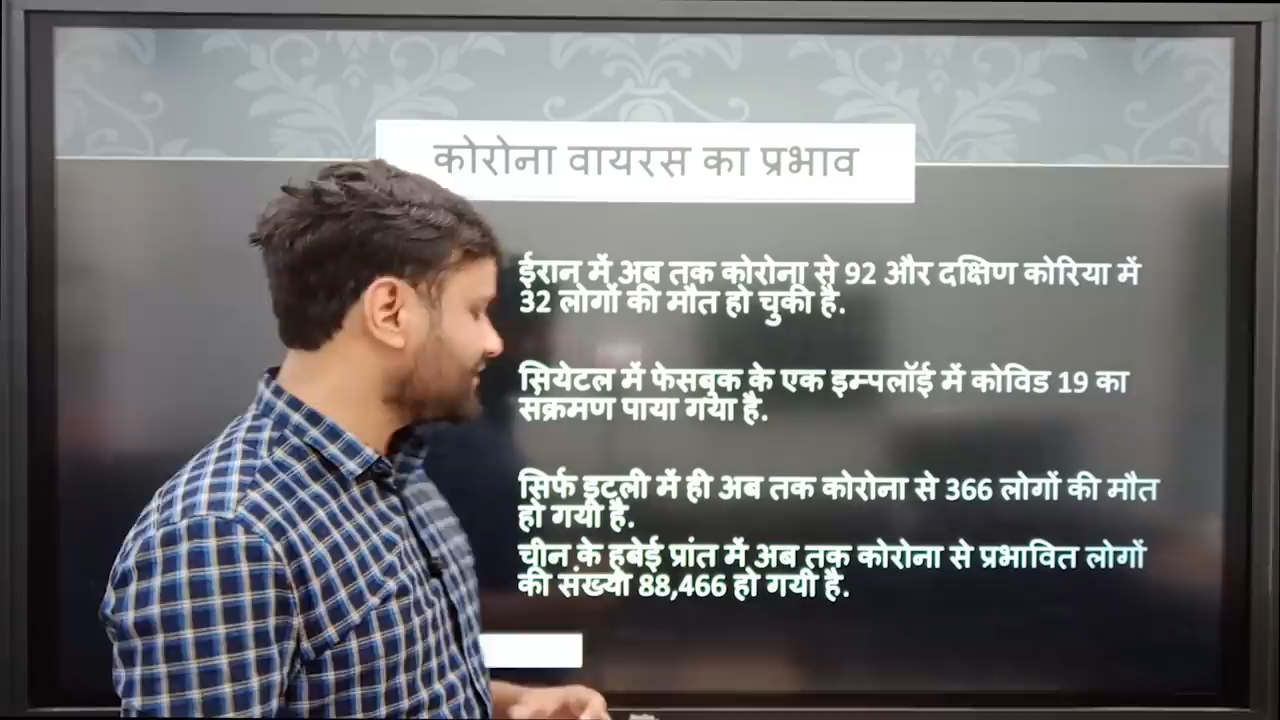 कोरोना वायरस का प्रभाव
ईरान में अब तक कोरोना से 92 और दक्षिण कोरिया में
32 लोगों की मौत हो चुकी है.
सियेटल में फेसबुक के एक इम्पलॉई में कोविड 19 का
संक्रमण पाया गया है.
सिर्फ इटली में ही अब तक कोरोना से 366 लोगों की मौत
हो गयी है.
चीन के हुबेई प्रांत में अब तक कोरोना से प्रभावित लोगों
की संख्या 88,466 हो गयी है.